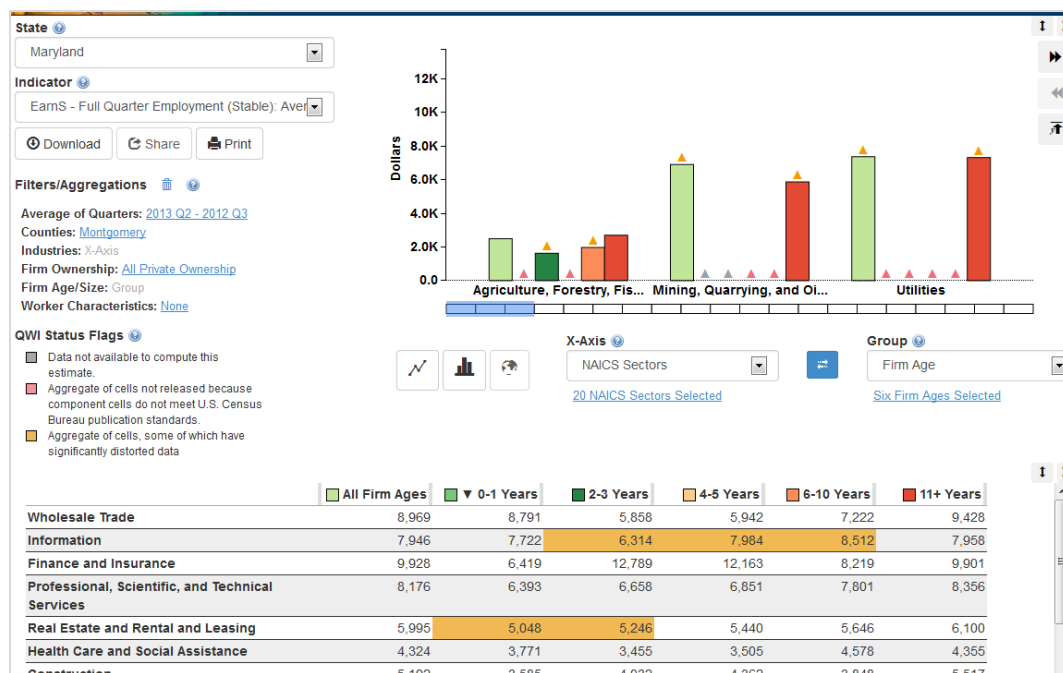 State
Maryland
Indicator
EarnS - Full Quarter Employment (Stable): Aver
Download Share Print
Filters/Aggregations
Average of Quarters: 2013 Q2 - 2012 Q3
Counties: Montgomery
Industries: X-Axis
Firm Ownership: All Private Ownership
Firm Age/Size: Group
Worker Characteristics: None
QWI Status Flags
Data not available to compute this
estimate.
Aggregate of cells not released because
component cells do not meet U.S. Census
Bureau publication standards.
Aggregate of cells, some of which have
significantly distorted data
Dollars
12K
10K
8.0K
6.0K
4.0K
2.0K
0.0
Agriculture, Forestry, Fis... Mining, Quarrying, and Oi... Utilities
X-Axis
NAICS Sectors
20 NAICS Sectors Selected
Group
Firm Age
Six Firm Ages Selected
All Firm Ages ▼ 0-1 Years 2-3 Years 4-5 Years 6-10 Years 11+ Years
Wholesale Trade 8,969 8,791 5,858 5,942 7,222 9,428
Information 7,946 7,722 6,314 7,984 8,512 7,958
Finance and Insurance 9,928 6,419 12,789 12,163 8,219 9,901
Professional, Scientific, and Technical
Services 8,176 6,393 6,658 6,851 7,801 8,356
Real Estate and Rental and Leasing 5,995 5,048 5,246 5,440 5,646 6,100
Health Care and Social Assistance 4,324 3,771 3,455 3,505 4,578 4,355
Construction